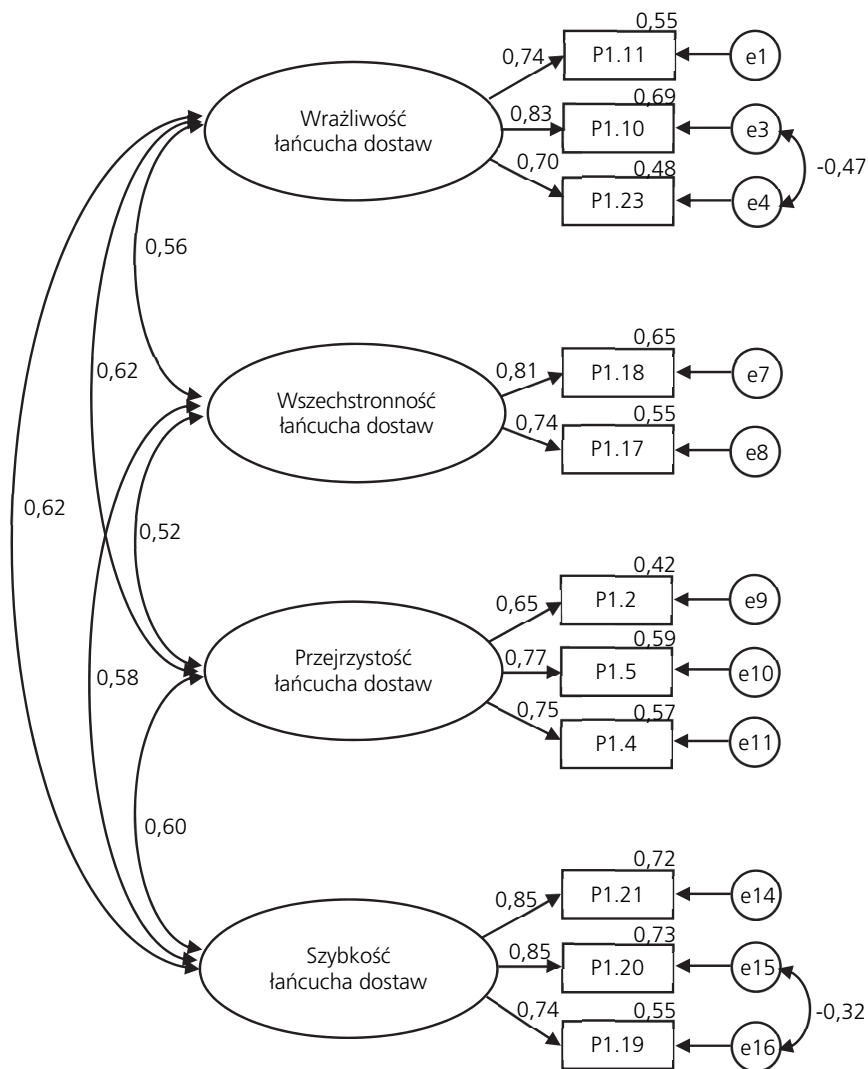 0,55
0,74
P1.11
e1
Wrażliwość
łańcucha dostaw
0,69
0,83
P1.10
e3
-0,47
0,70
0,48
P1.23
e4
0,56
0,65
0,81
P1.18
e7
0,62
Wszechstronność
łańcucha dostaw
0,55
0,74
P1.17
e8
0,62
0,52
0,42
0,65
P1.2
e9
0,59
Przejrzystość
łańcucha dostaw
0,77
P1.5
e10
0,58
0,75
0,57
P1.4
e11
0,60
0,72
0,85
P1.21
e14
0,73
Szybkość
łańcucha dostaw
0,85
P1.20
e15
-0,32
0,74
0,55
P1.19
e16